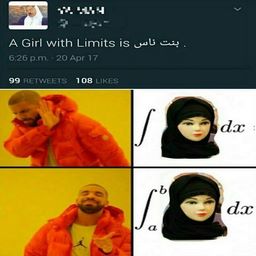 A Girl with Limits is بنت ناس .
6:26 p.m. · 20 Apr 17
99 RETWEETS 108 LIKES
∫ dx =
∫ b a dx